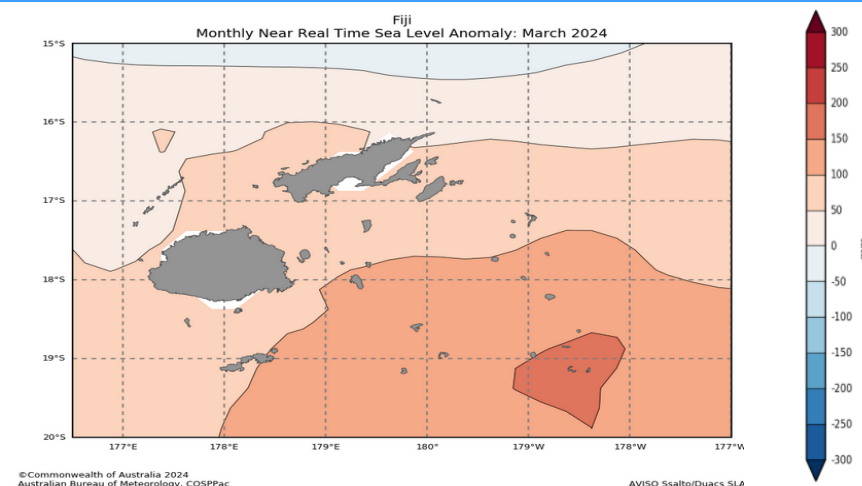 Fiji
Monthly Near Real Time Sea Level Anomaly: March 2024
15°S
16°S
17°S
18°S
19°S
20°S
177°E
178°E
179°E
180°
179°W
178°W
177°W
300
250
200
150
100
50
0
-50
-100
-150
-200
-250
-300
©Commonwealth of Australia 2024
Australian Bureau of Meteorology, COSPPac
AVISO Ssalto/Duacs SLA